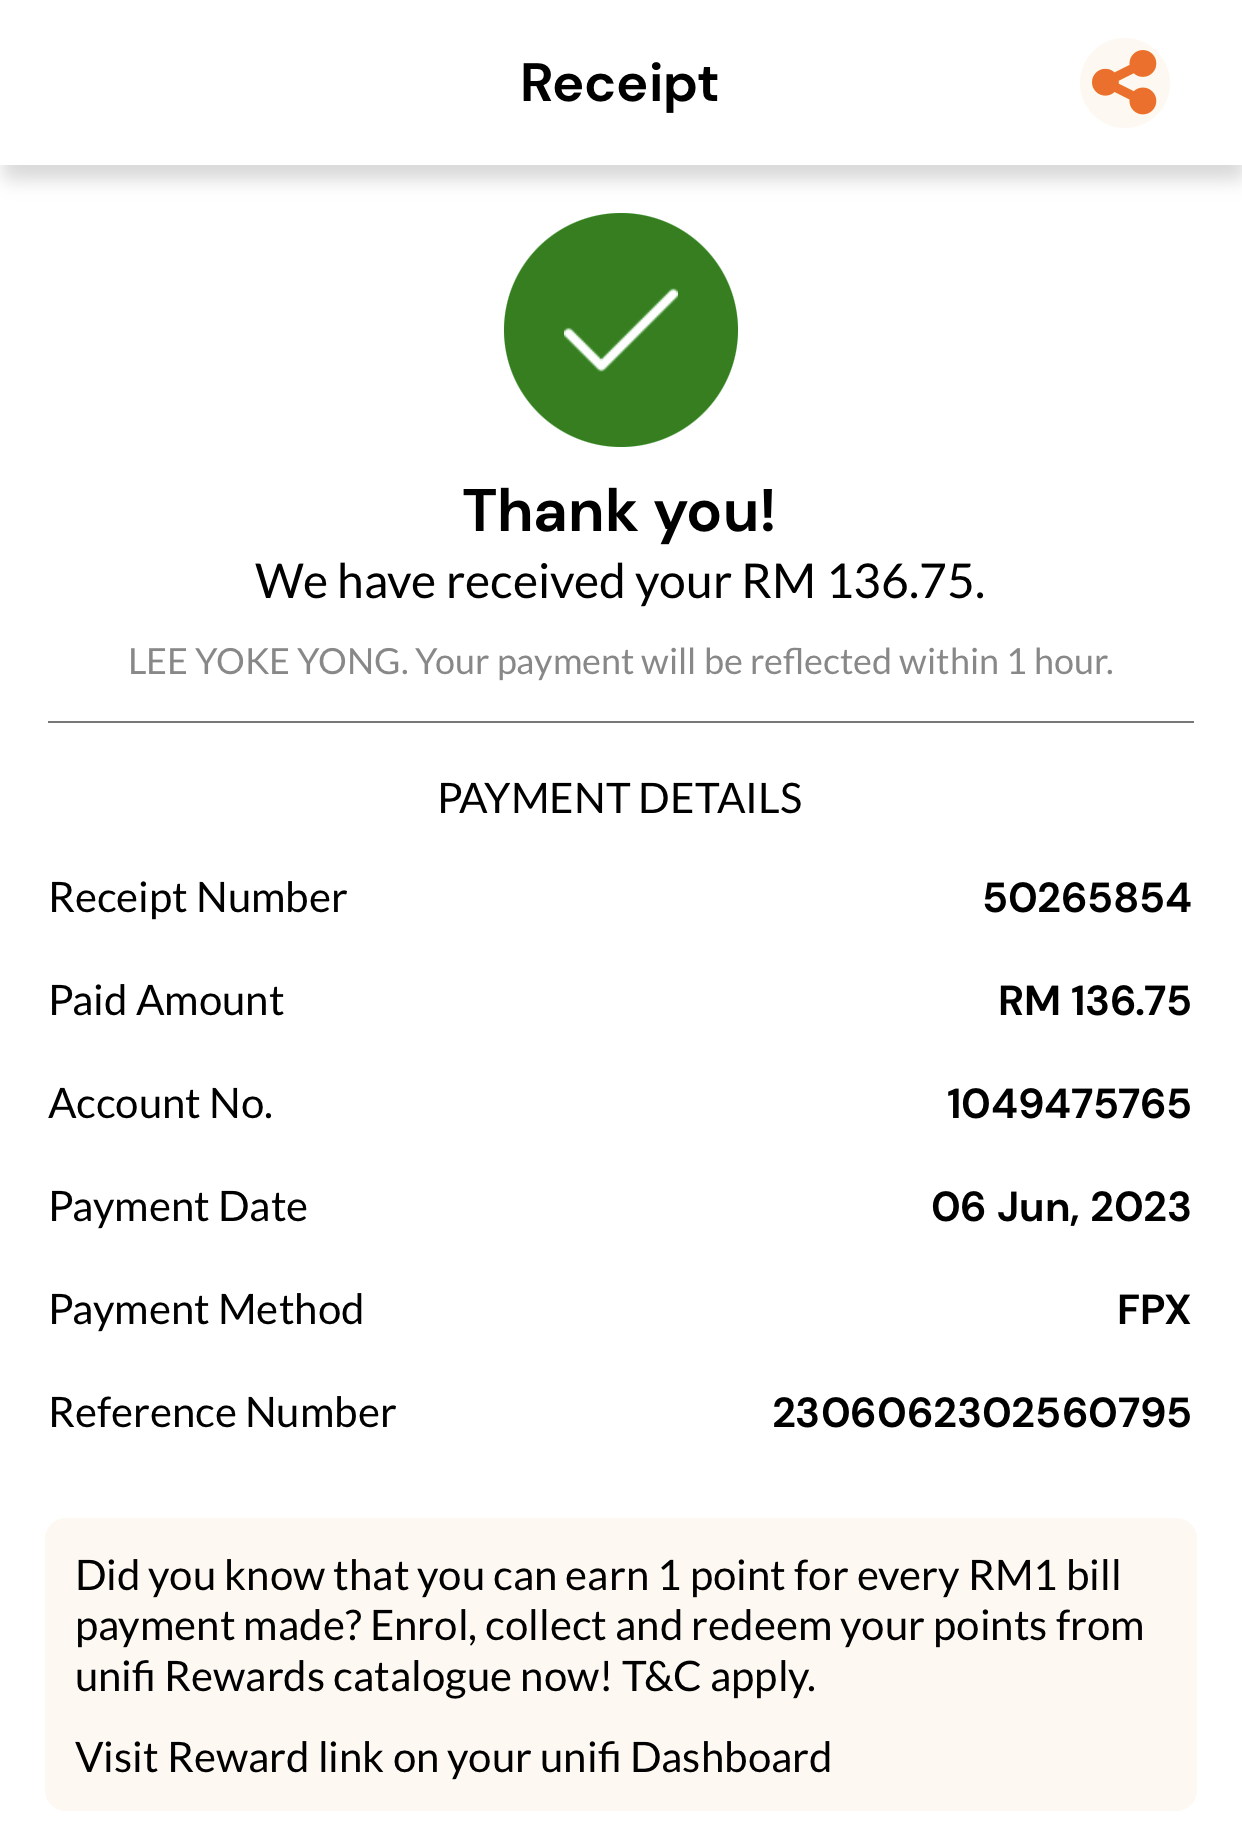 Receipt
Thank you!
We have received your RM 136.75.
LEE YOKE YONG. Your payment will be reflected within 1 hour.
PAYMENT DETAILS
Receipt Number 50265854
Paid Amount RM 136.75
Account No. 1049475765
Payment Date 06 Jun, 2023
Payment Method FPX
Reference Number 2306062302560795
Did you know that you can earn 1 point for every RM1 bill
payment made? Enrol, collect and redeem your points from
unifi Rewards catalogue now! T&C apply.
Visit Reward link on your unifi Dashboard